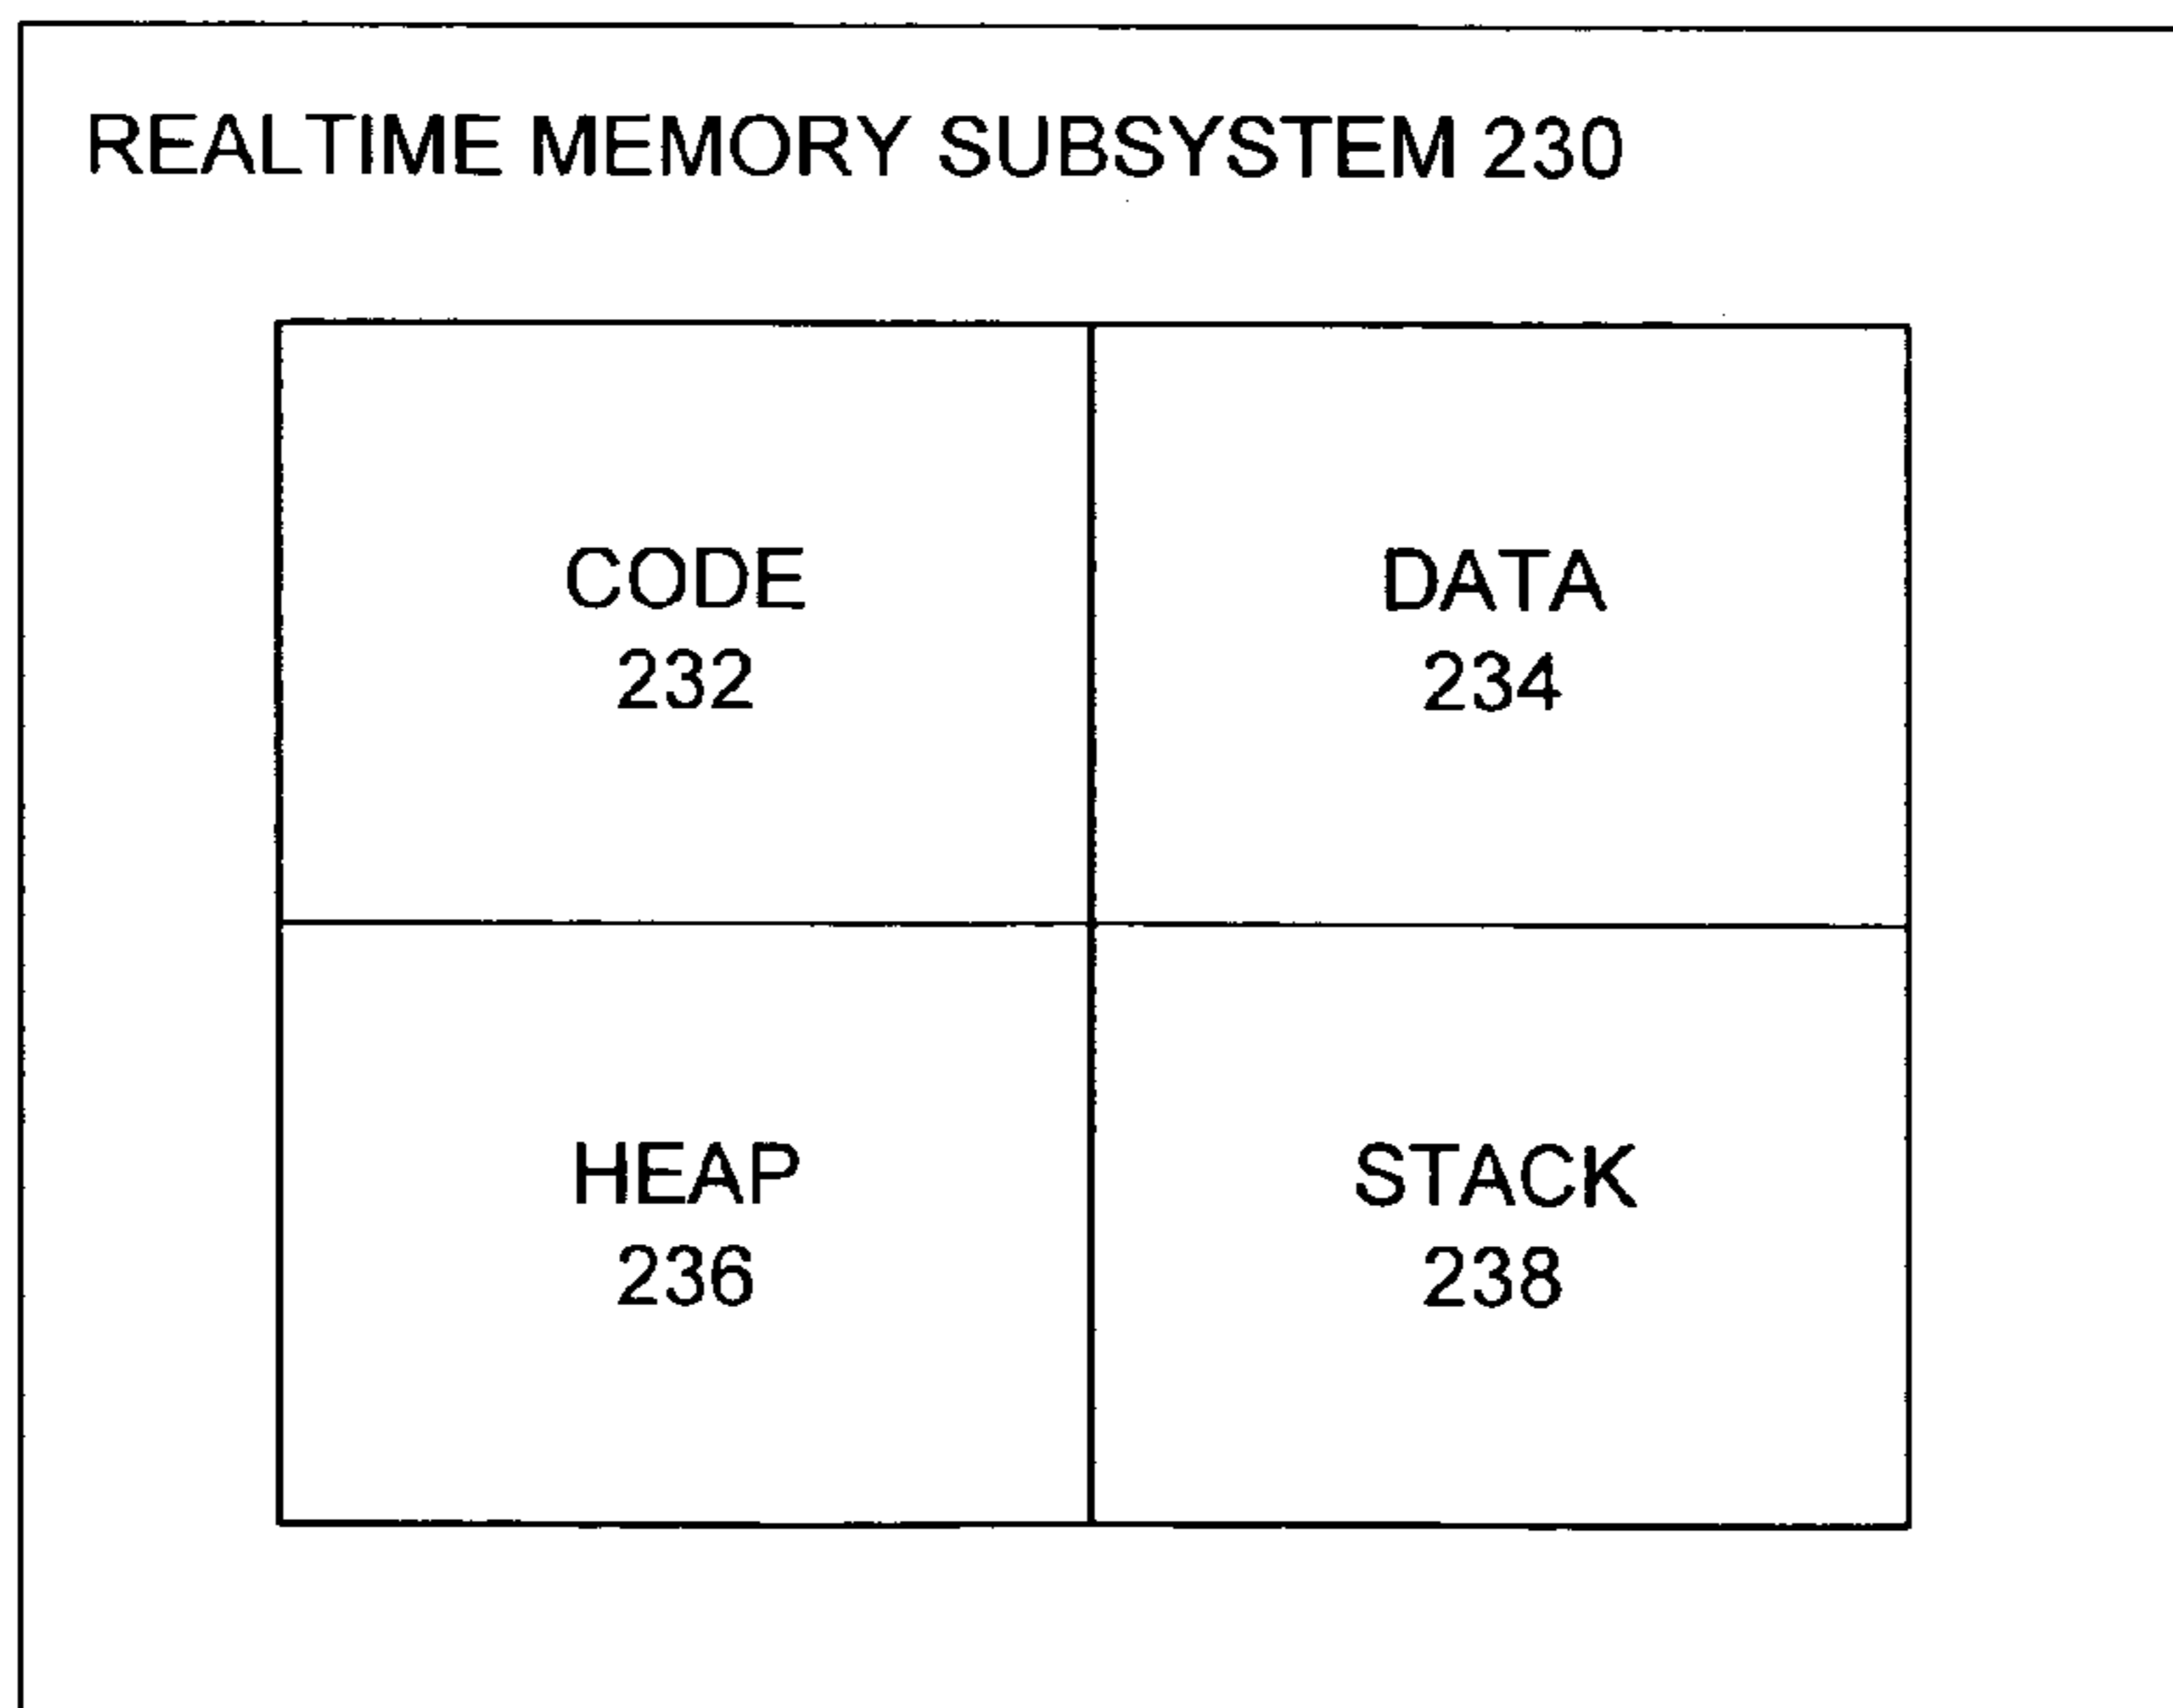 REALTIME MEMORY SUBSYSTEM 230
CODE
232
DATA
234
HEAP
236
STACK
238